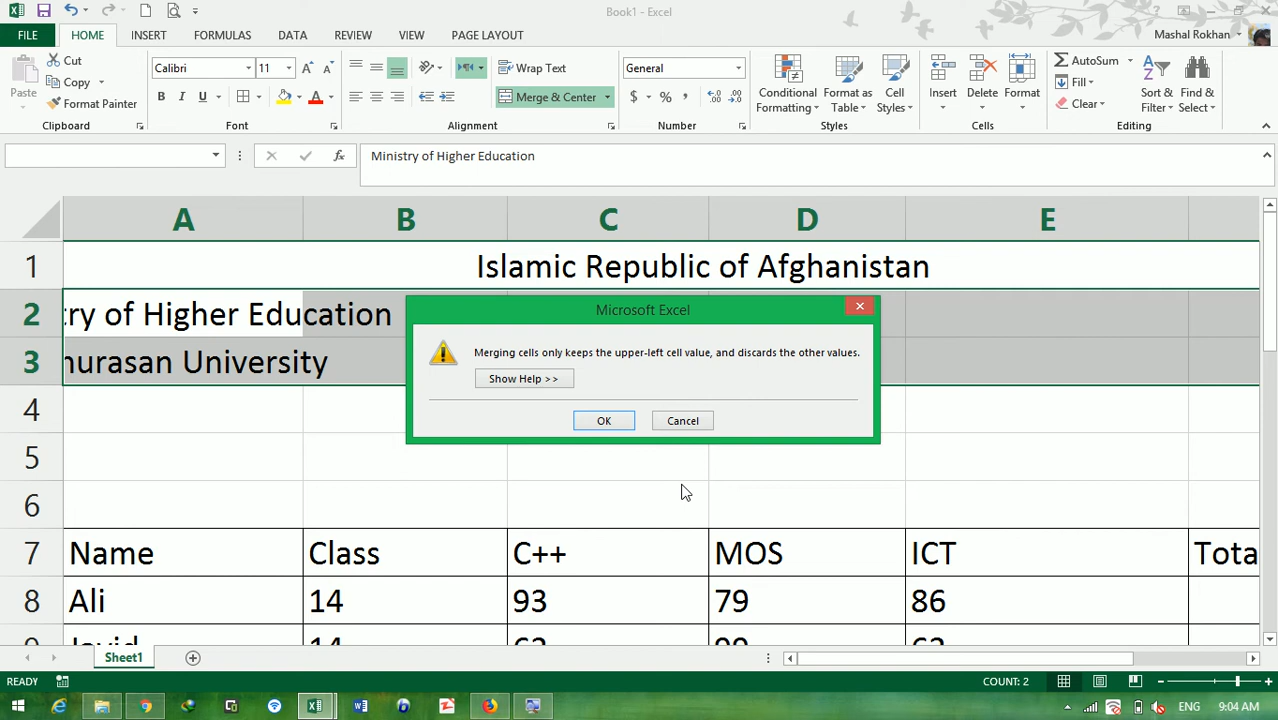 Book1 - Excel
FILE HOME INSERT FORMULAS DATA REVIEW VIEW PAGE LAYOUT Mashal Rokhan
Paste Cut Copy Format Painter Clipboard
Calibri 11 B I U A Font
Wrap Text Merge & Center Alignment
General $ % , Number
Conditional Formatting Format as Table Cell Styles Styles
Insert Delete Format Cells
AutoSum Fill Clear Sort & Filter Find & Select Editing
fx Ministry of Higher Education
A B C D E
1 Islamic Republic of Afghanistan
2 try of Higher Education
3 hurasan University
4
5
6
Microsoft Excel
Merging cells only keeps the upper-left cell value, and discards the other values.
Show Help >>
OK Cancel
7 Name Class C++ MOS ICT Tota
8 Ali 14 93 79 86
Sheet1
READY COUNT: 2
ENG 9:04 AM